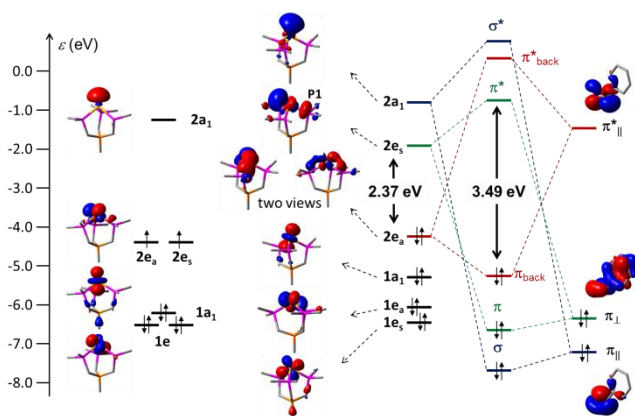 ε (eV)
0.0
-1.0
-2.0
-3.0
-4.0
-5.0
-6.0
-7.0
-8.0
2a₁
2eₐ 2eₛ
1a₁
1e
P1
two views
2a₁
2eₛ
2.37 eV
2eₐ
1a₁
1eₐ
1eₛ
σ*
π*back
π*
3.49 eV
πback
π
σ
π*∥
π⊥
π∥